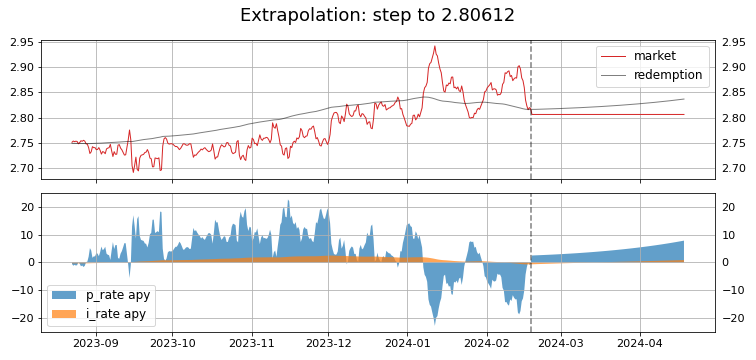 Extrapolation: step to 2.80612
2.95 2.95
2.90 2.90
2.85 2.85
2.80 2.80
2.75 2.75
2.70 2.70
market
redemption
20 20
10 10
0 0
−10 −10
−20 −20
p_rate apy
i_rate apy
2023-09 2023-10 2023-11 2023-12 2024-01 2024-02 2024-03 2024-04